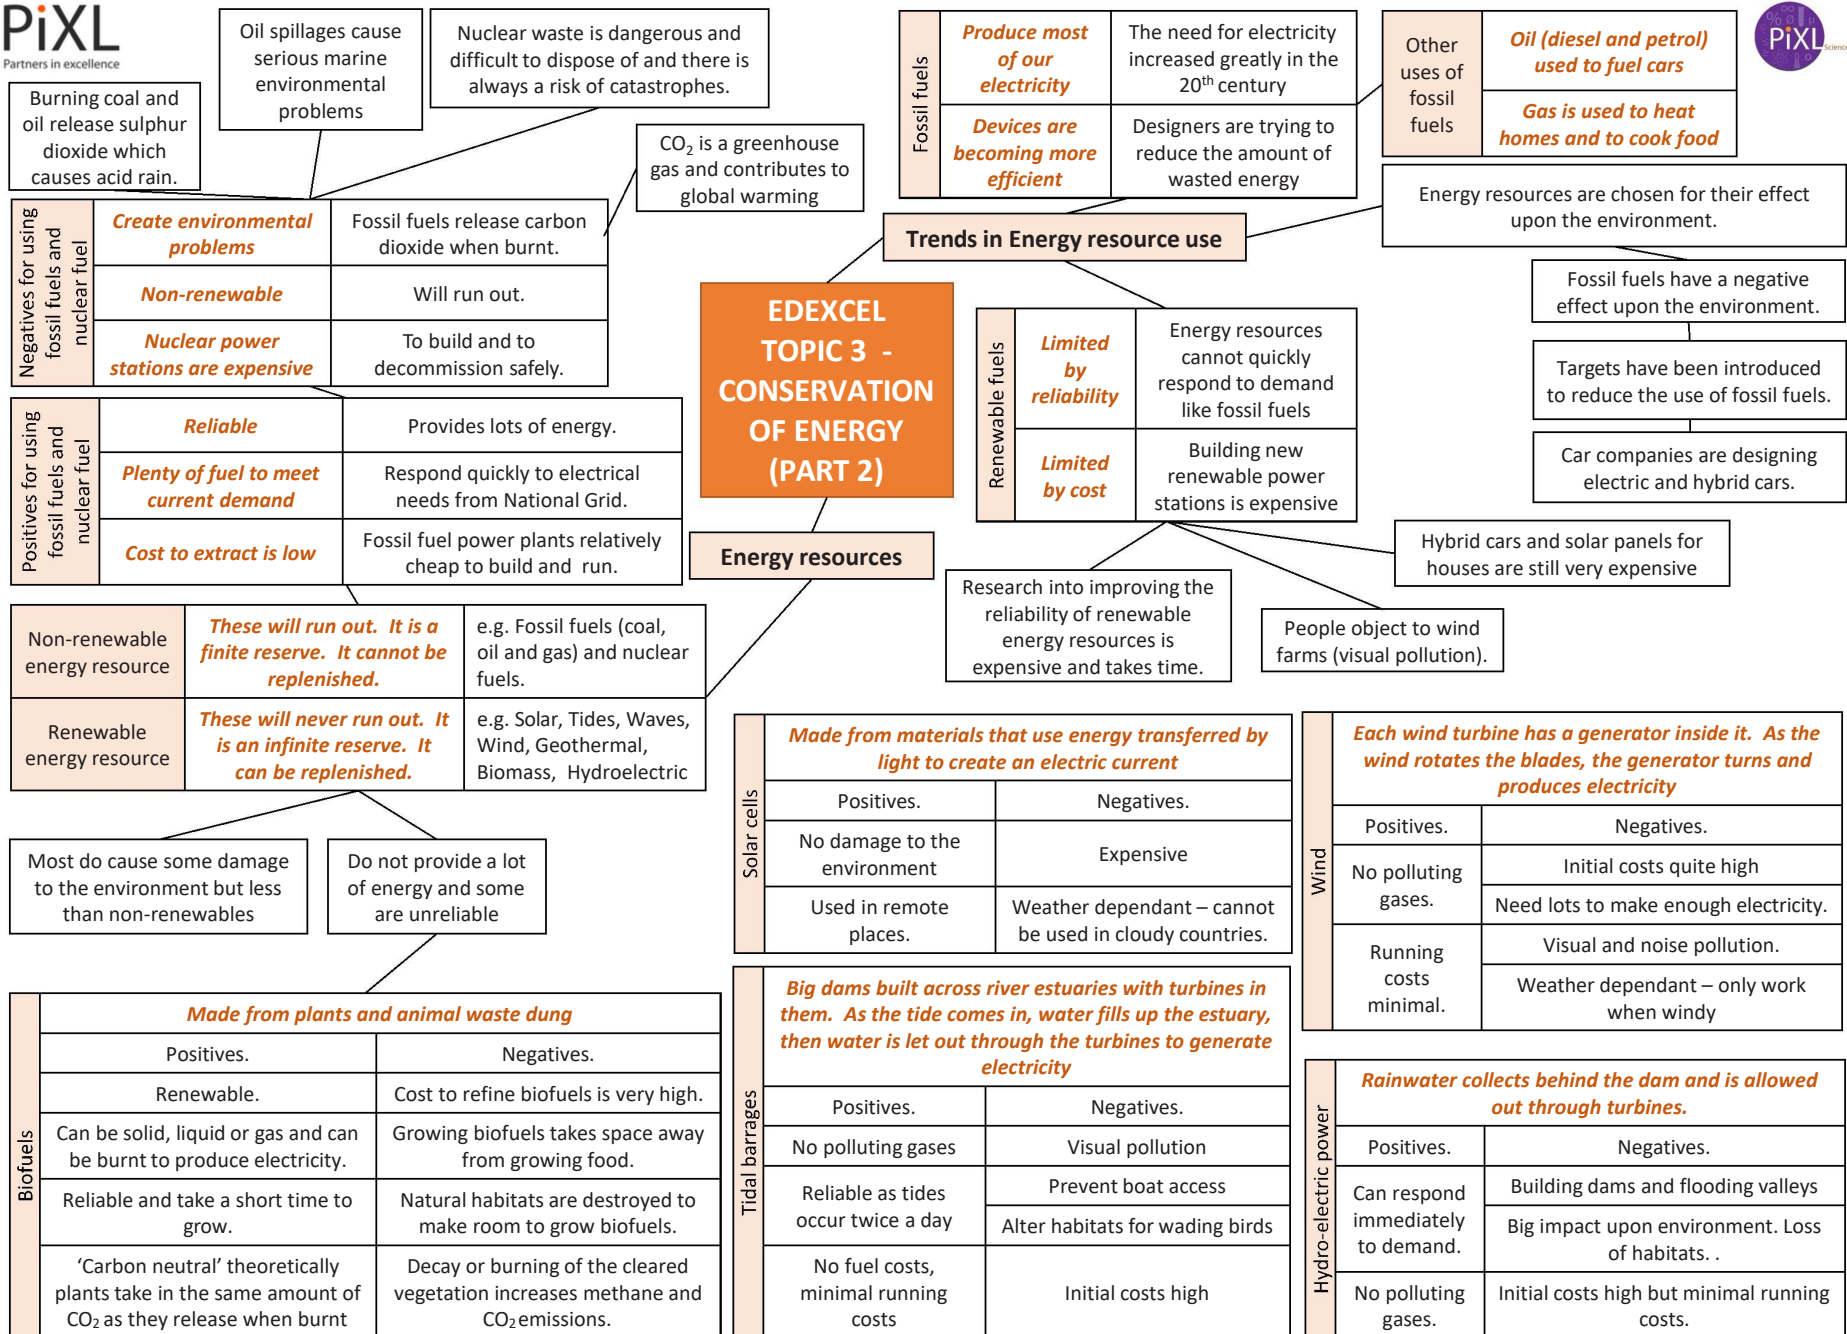 PiXL
Partners in excellence
Oil spillages cause
serious marine
environmental
problems
Nuclear waste is dangerous and
difficult to dispose of and there is
always a risk of catastrophes.
Burning coal and
oil release sulphur
dioxide which
causes acid rain.
CO2 is a greenhouse
gas and contributes to
global warming
Negatives for using
fossil fuels and
nuclear fuel
Create environmental
problems
Fossil fuels release carbon
dioxide when burnt.
Non-renewable
Will run out.
Nuclear power
stations are expensive
To build and to
decommission safely.
Positives for using
fossil fuels and
nuclear fuel
Reliable
Provides lots of energy.
Plenty of fuel to meet
current demand
Respond quickly to electrical
needs from National Grid.
Cost to extract is low
Fossil fuel power plants relatively
cheap to build and run.
Non-renewable
energy resource
These will run out. It is a
finite reserve. It cannot be
replenished.
e.g. Fossil fuels (coal,
oil and gas) and nuclear
fuels.
Renewable
energy resource
These will never run out. It
is an infinite reserve. It
can be replenished.
e.g. Solar, Tides, Waves,
Wind, Geothermal,
Biomass, Hydroelectric
Most do cause some damage
to the environment but less
than non-renewables
Do not provide a lot
of energy and some
are unreliable
Biofuels
Made from plants and animal waste dung
Positives.
Negatives.
Renewable.
Cost to refine biofuels is very high.
Can be solid, liquid or gas and can
be burnt to produce electricity.
Growing biofuels takes space away
from growing food.
Reliable and take a short time to
grow.
Natural habitats are destroyed to
make room to grow biofuels.
‘Carbon neutral’ theoretically
plants take in the same amount of
CO2 as they release when burnt
Decay or burning of the cleared
vegetation increases methane and
CO2 emissions.
EDEXCEL
TOPIC 3 -
CONSERVATION
OF ENERGY
(PART 2)
Energy resources
Trends in Energy resource use
Fossil fuels
Produce most
of our
electricity
The need for electricity
increased greatly in the
20th century
Devices are
becoming more
efficient
Designers are trying to
reduce the amount of
wasted energy
Other
uses of
fossil
fuels
Oil (diesel and petrol)
used to fuel cars
Gas is used to heat
homes and to cook food
PiXL
Science
Energy resources are chosen for their effect
upon the environment.
Fossil fuels have a negative
effect upon the environment.
Targets have been introduced
to reduce the use of fossil fuels.
Car companies are designing
electric and hybrid cars.
Renewable fuels
Limited
by
reliability
Energy resources
cannot quickly
respond to demand
like fossil fuels
Limited
by cost
Building new
renewable power
stations is expensive
Hybrid cars and solar panels for
houses are still very expensive
Research into improving the
reliability of renewable
energy resources is
expensive and takes time.
People object to wind
farms (visual pollution).
Solar cells
Made from materials that use energy transferred by
light to create an electric current
Positives.
Negatives.
No damage to the
environment
Expensive
Used in remote
places.
Weather dependant – cannot
be used in cloudy countries.
Tidal barrages
Big dams built across river estuaries with turbines in
them. As the tide comes in, water fills up the estuary,
then water is let out through the turbines to generate
electricity
Positives.
Negatives.
No polluting gases
Visual pollution
Reliable as tides
occur twice a day
Prevent boat access
Alter habitats for wading birds
No fuel costs,
minimal running
costs
Initial costs high
Wind
Each wind turbine has a generator inside it. As the
wind rotates the blades, the generator turns and
produces electricity
Positives.
Negatives.
No polluting
gases.
Initial costs quite high
Need lots to make enough electricity.
Running
costs
minimal.
Visual and noise pollution.
Weather dependant – only work
when windy
Hydro-electric power
Rainwater collects behind the dam and is allowed
out through turbines.
Positives.
Negatives.
Can respond
immediately
to demand.
Building dams and flooding valleys
Big impact upon environment. Loss
of habitats. .
No polluting
gases.
Initial costs high but minimal running
costs.